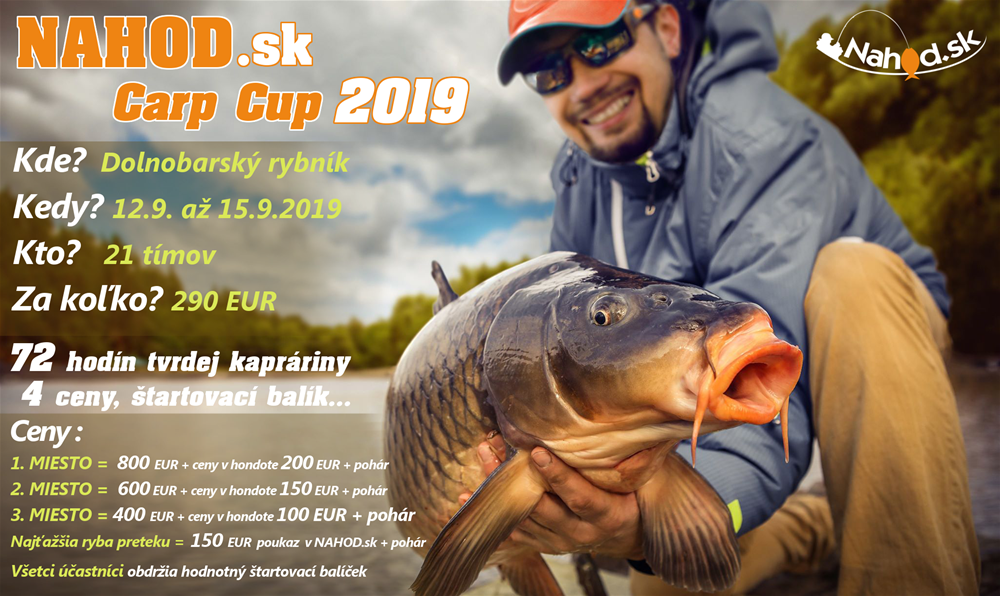 NAHOD.sk
Carp Cup 2019
Nahod.sk
Kde? Dolnobarský rybník
Kedy? 12.9. až 15.9.2019
Kto? 21 tímov
Za koľko? 290 EUR
72 hodín tvrdej kapráriny
4 ceny, štartovací balík...
Ceny :
1. MIESTO = 800 EUR + ceny v hondote 200 EUR + pohár
2. MIESTO = 600 EUR + ceny v hondote 150 EUR + pohár
3. MIESTO = 400 EUR + ceny v hondote 100 EUR + pohár
Najťažšia ryba preteku = 150 EUR poukaz v NAHOD.sk + pohár
Všetci účastníci obdržia hodnotný štartovací balíček